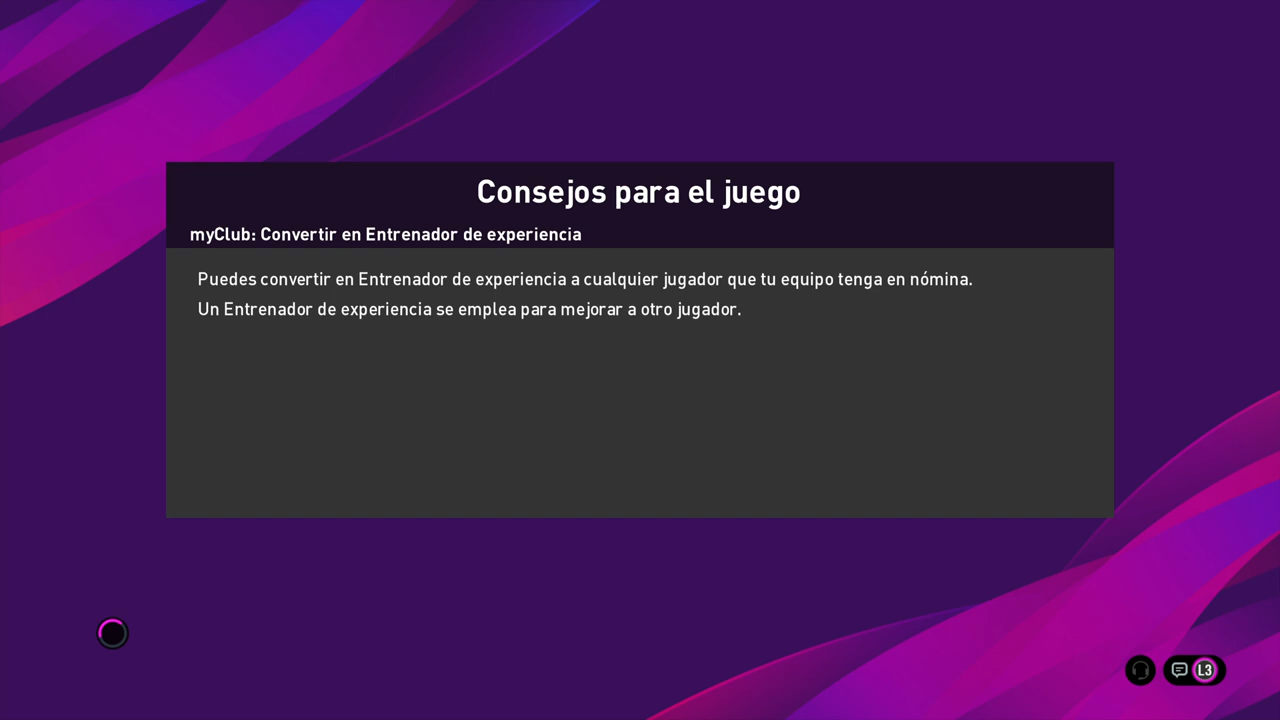 Consejos para el juego
myClub: Convertir en Entrenador de experiencia
Puedes convertir en Entrenador de experiencia a cualquier jugador que tu equipo tenga en nómina.
Un Entrenador de experiencia se emplea para mejorar a otro jugador.
L3